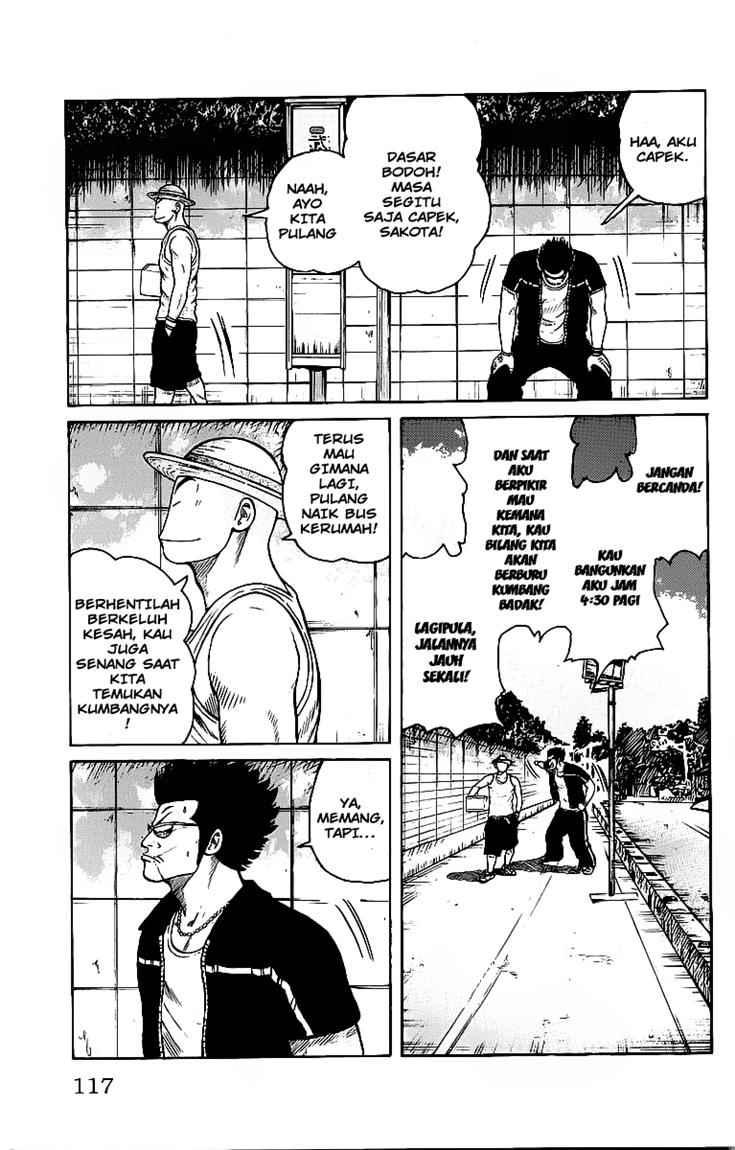 HAA, AKU
CAPEK.
DASAR
BODOH!
MASA
SEGITU
SAJA CAPEK,
SAKOTA!
NAAH,
AYO
KITA
PULANG
武
JANGAN
BERCANDA!
KAU
BANGUNKAN
AKU JAM
4:30 PAGI
DAN SAAT
AKU
BERPIKIR
MAU
KEMANA
KITA, KAU
BILANG KITA
AKAN
BERBURU
KUMBANG
BADAK!
LAGIPULA,
JALANNYA
JAUH
SEKALI!
TERUS
MAU
GIMANA
LAGI,
PULANG
NAIK BUS
KERUMAH!
BERHENTILAH
BERKELUH
KESAH, KAU
JUGA
SENANG SAAT
KITA
TEMUKAN
KUMBANGNYA
!
YA,
MEMANG,
TAPI...
117